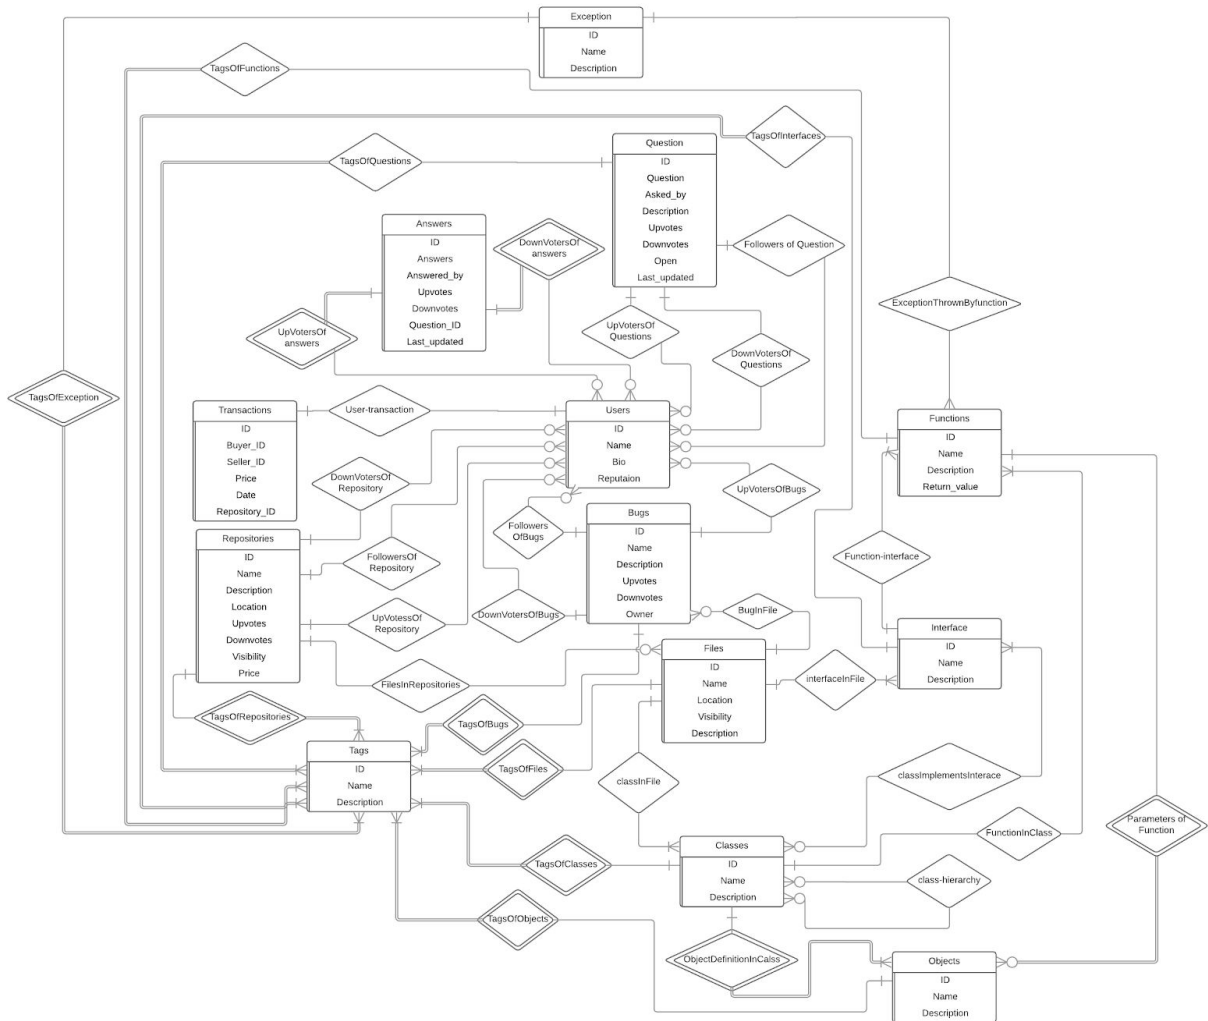 Exception
ID
Name
Description
TagsOfFunctions
TagsOfInterfaces
TagsOfQuestions
Question
ID
Question
Asked_by
Description
Upvotes
Downvotes
Open
Last_updated
Answers
ID
Answers
Answered_by
Upvotes
Downvotes
Question_ID
Last_updated
DownVotersOf
answers
Followers of Question
UpVotersOf
answers
UpVotersOf
Questions
DownVotersOf
Questions
ExceptionThrownByfunction
TagsOfException
Transactions
ID
Buyer_ID
Seller_ID
Price
Date
Repository_ID
User-transaction
Users
ID
Name
Bio
Reputaion
Functions
ID
Name
Description
Return_value
DownVotersOf
Repository
UpVotersOfBugs
Followers
OfBugs
Bugs
ID
Name
Description
Upvotes
Downvotes
Owner
Repositories
ID
Name
Description
Location
Upvotes
Downvotes
Visibility
Price
FollowersOf
Repository
Function-interface
UpVotessOf
Repository
DownVotersOfBugs
BugInFile
Interface
ID
Name
Description
Files
ID
Name
Location
Visibility
Description
FilesInRepositories
interfaceInFile
TagsOfRepositories
TagsOfBugs
Tags
ID
Name
Description
TagsOfFiles
classInFile
classImplementsInterace
Parameters of
Function
FunctionInClass
Classes
ID
Name
Description
TagsOfClasses
class-hierarchy
TagsOfObjects
ObjectDefinitionInCalss
Objects
ID
Name
Description